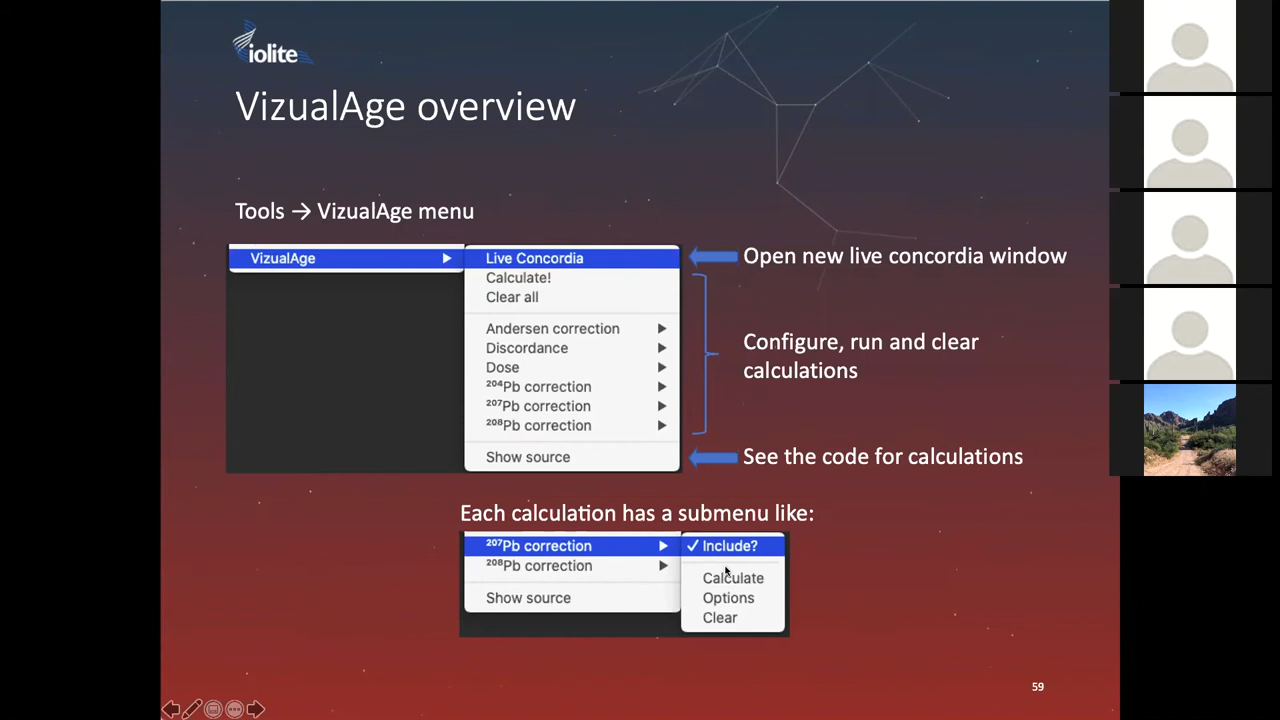 iolite
VizualAge overview
Tools → VizualAge menu
VizualAge
Live Concordia
Calculate!
Clear all
Andersen correction
Discordance
Dose
²⁰⁴Pb correction
²⁰⁷Pb correction
²⁰⁸Pb correction
Show source
Open new live concordia window
Configure, run and clear
calculations
See the code for calculations
Each calculation has a submenu like:
²⁰⁷Pb correction
²⁰⁸Pb correction
Show source
✓ Include?
Calculate
Options
Clear
59